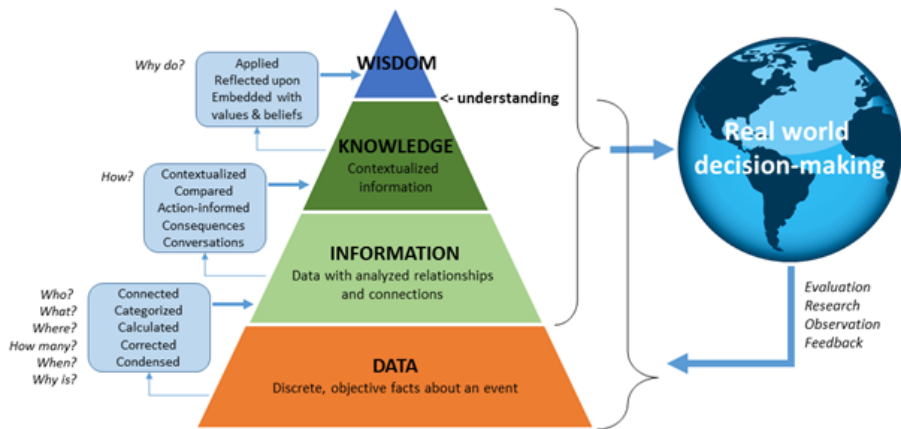 Why do?
Applied
Reflected upon
Embedded with
values & beliefs
WISDOM
<- understanding
How?
Contextualized
Compared
Action-informed
Consequences
Conversations
KNOWLEDGE
Contextualized
information
Who?
What?
Where?
How many?
When?
Why is?
Connected
Categorized
Calculated
Corrected
Condensed
INFORMATION
Data with analyzed relationships
and connections
DATA
Discrete, objective facts about an event
Real world
decision-making
Evaluation
Research
Observation
Feedback